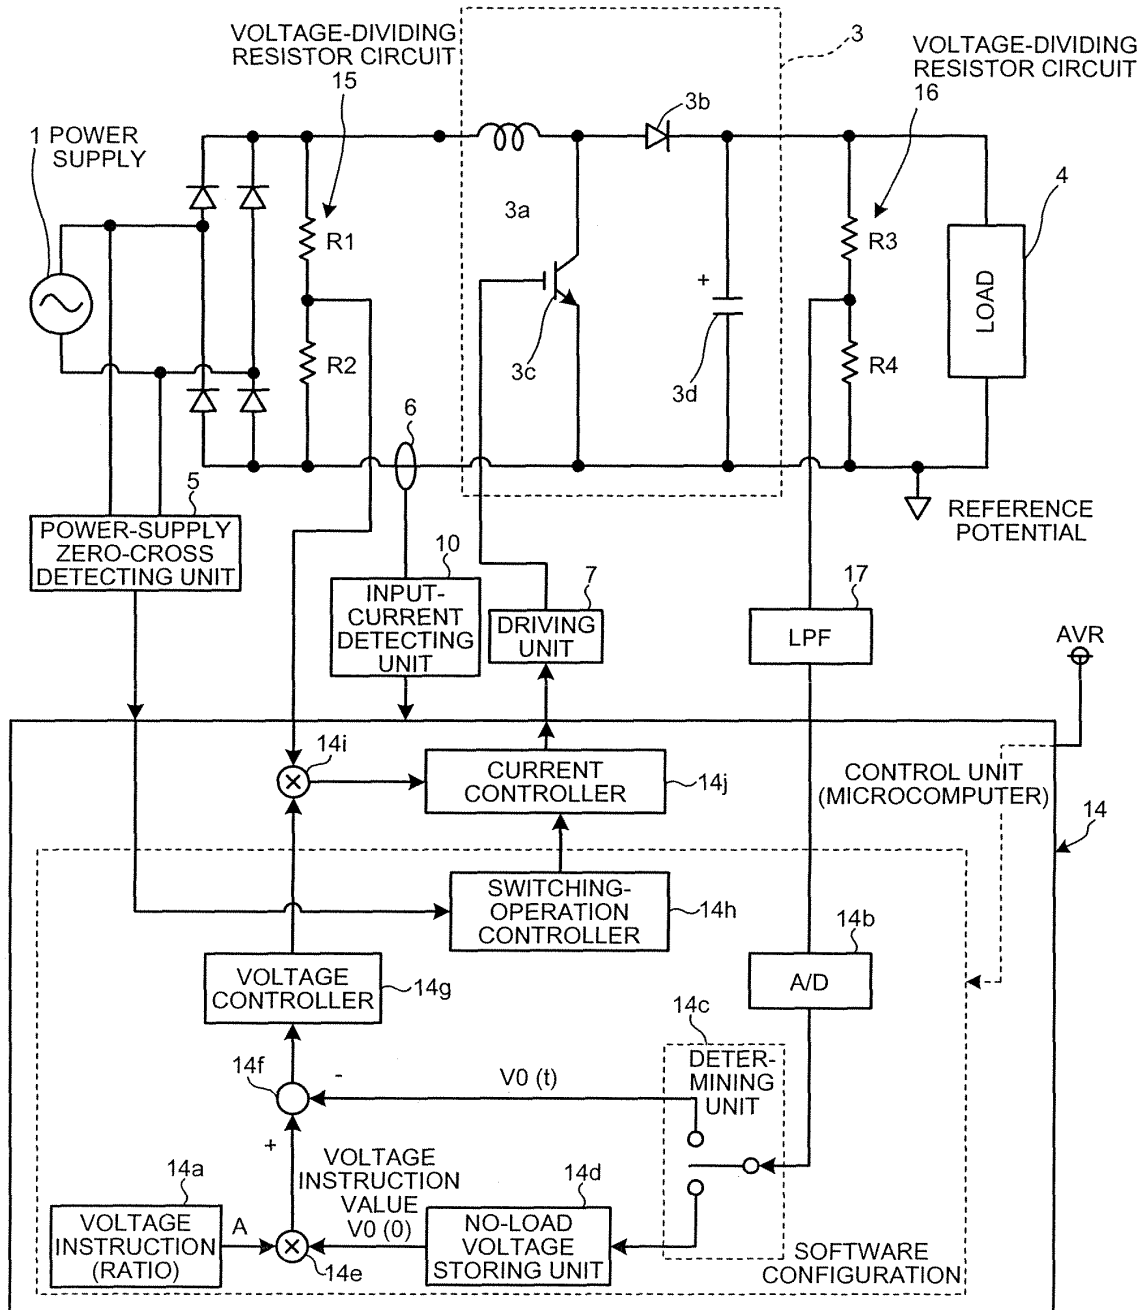 VOLTAGE-DIVIDING
RESISTOR CIRCUIT
15
3
VOLTAGE-DIVIDING
RESISTOR CIRCUIT
16
1 POWER
SUPPLY
3b
4
3a
R1
R3
LOAD
+
R2
3c
3d
R4
6
5
POWER-SUPPLY
ZERO-CROSS
DETECTING UNIT
REFERENCE
POTENTIAL
10
INPUT-
CURRENT
DETECTING
UNIT
7
DRIVING
UNIT
17
LPF
AVR
14i
CURRENT
CONTROLLER
14j
CONTROL UNIT
(MICROCOMPUTER)
14
SWITCHING-
OPERATION
CONTROLLER
14h
14b
A/D
VOLTAGE
CONTROLLER
14g
14c
DETER-
MINING
UNIT
14f
-
V0 (t)
+
VOLTAGE
INSTRUCTION
VALUE
V0 (0)
14a
VOLTAGE
INSTRUCTION
(RATIO)
A
14e
14d
NO-LOAD
VOLTAGE
STORING UNIT
SOFTWARE
CONFIGURATION